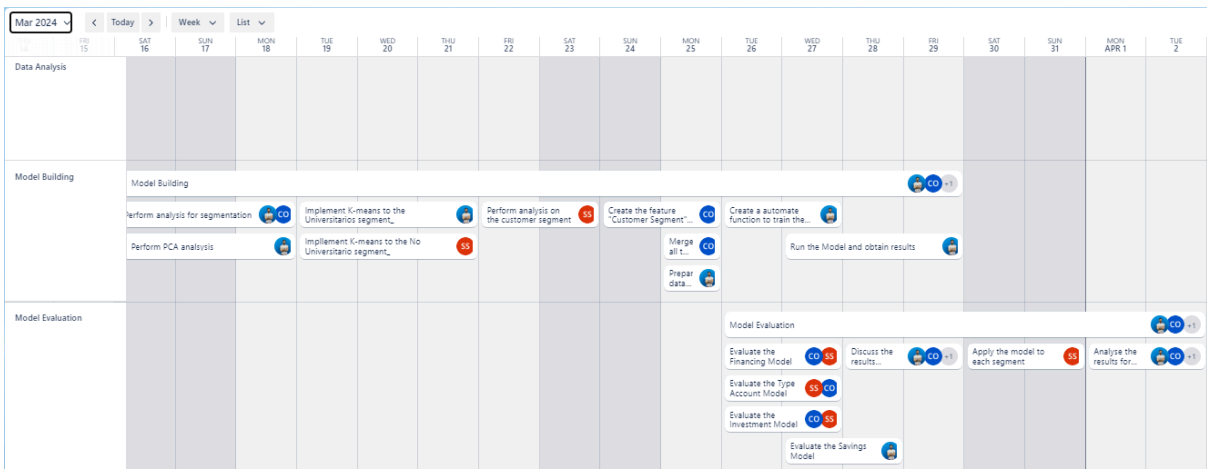 Mar 2024
Today
Week
List
FRI
15
SAT
16
SUN
17
MON
18
TUE
19
WED
20
THU
21
FRI
22
SAT
23
SUN
24
MON
25
TUE
26
WED
27
THU
28
FRI
29
SAT
30
SUN
31
MON
APR 1
TUE
2
Data Analysis
Model Building
Model Building
CO +1
Perform analysis for segmentation CO
Implement K-means to the
Universitarios segment_
Perform analysis on
the customer segment SS
Create the feature
"Customer Segment"... CO
Create a automate
function to train the...
Perform PCA analsysis
Impllement K-means to the No
Universitario segment_ SS
Merge
all t... CO
Run the Model and obtain results
Prepar
data...
Model Evaluation
Model Evaluation
CO +1
Evaluate the
Financing Model CO SS
Discuss the
results... CO +1
Apply the model to
each segment SS
Analyse the
results for... CO +1
Evaluate the Type
Account Model SS CO
Evaluate the
Investment Model CO SS
Evaluate the Savings
Model